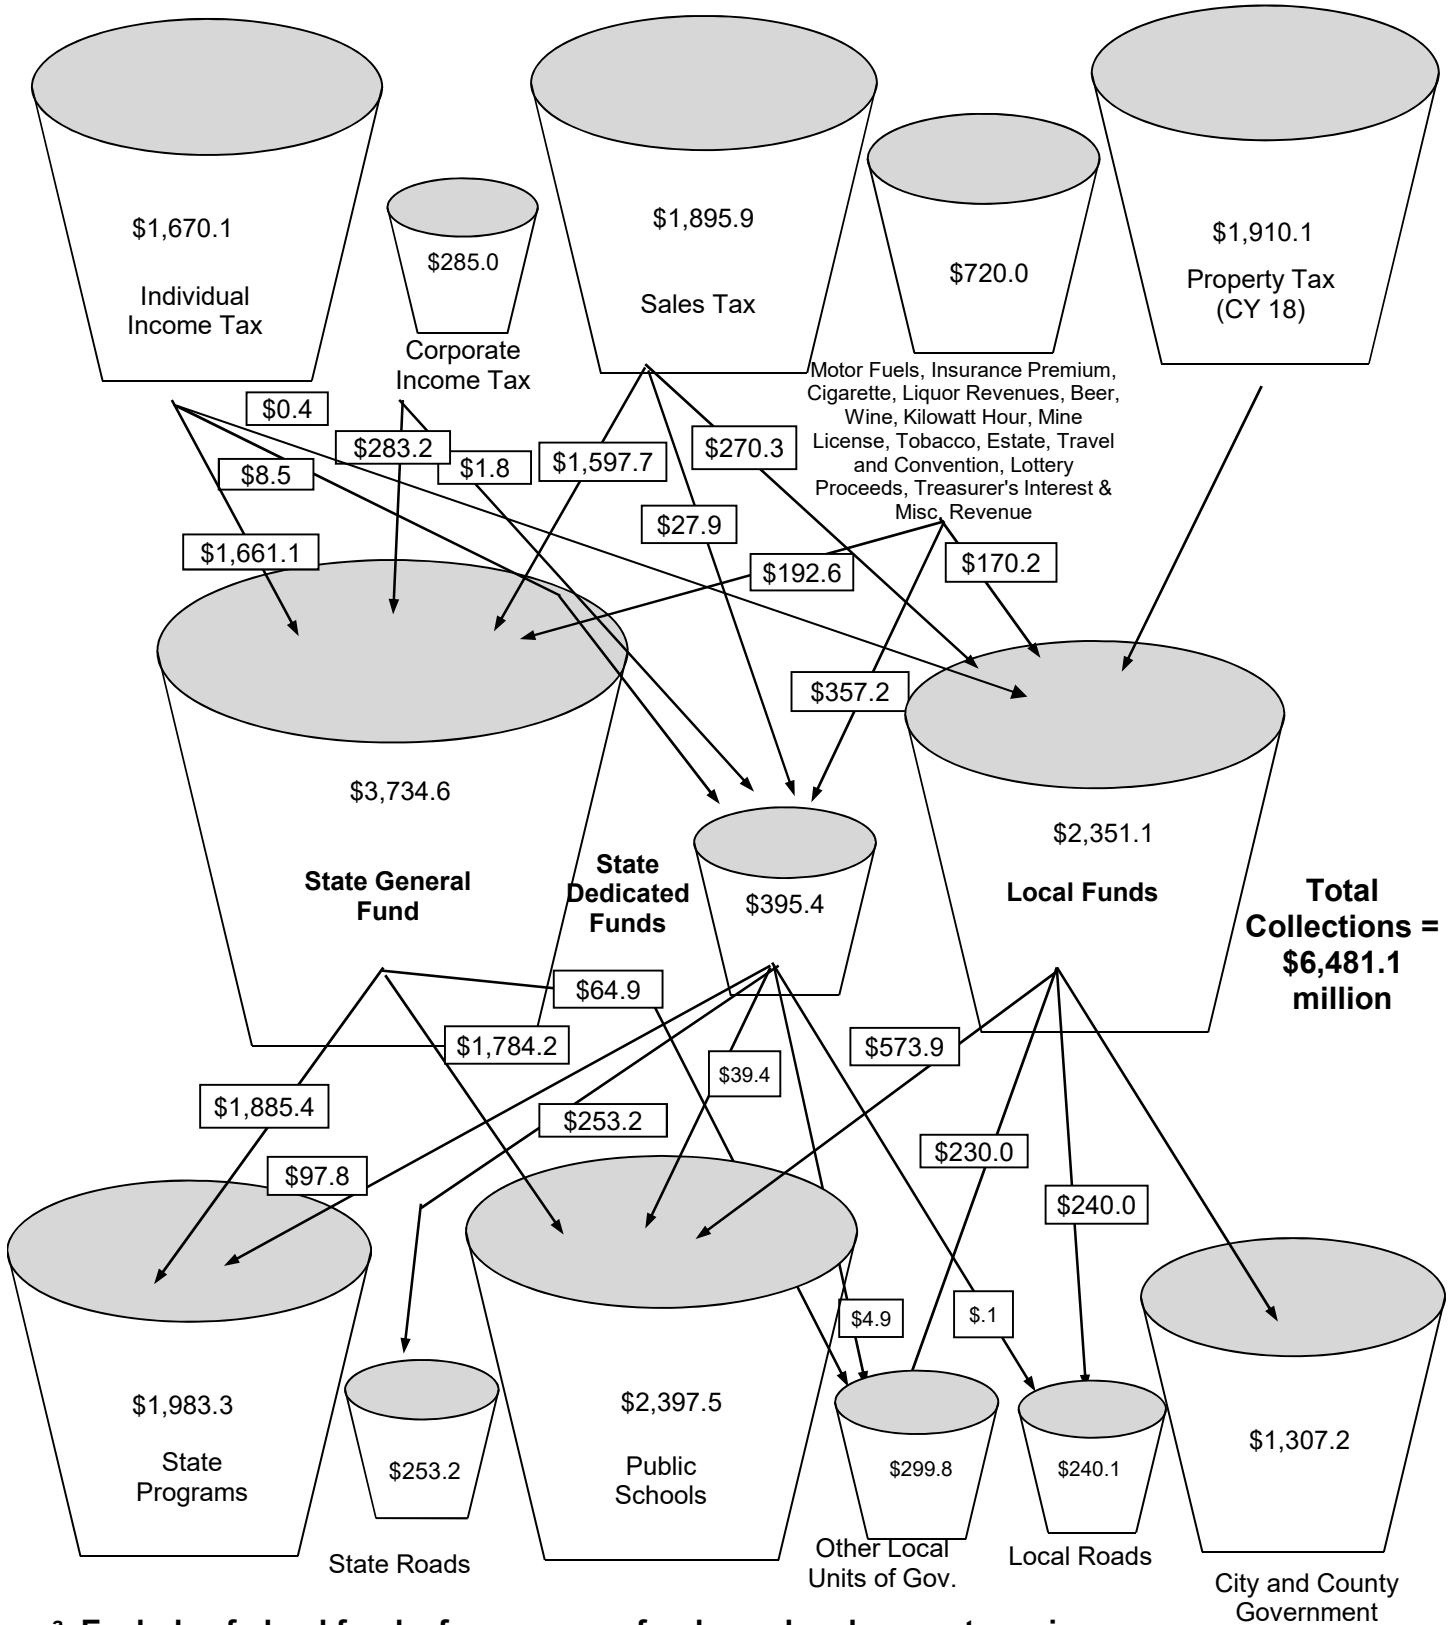 $1,670.1
Individual
Income Tax
$285.0
Corporate
Income Tax
$1,895.9
Sales Tax
$720.0
Motor Fuels, Insurance Premium,
Cigarette, Liquor Revenues, Beer,
Wine, Kilowatt Hour, Mine
License, Tobacco, Estate, Travel
and Convention, Lottery
Proceeds, Treasurer's Interest &
Misc. Revenue
$1,910.1
Property Tax
(CY 18)
$0.4
$8.5
$283.2
$1.8
$1,597.7
$270.3
$27.9
$1,661.1
$192.6
$170.2
$357.2
$3,734.6
State General
Fund
State
Dedicated
Funds
$395.4
$2,351.1
Local Funds
Total
Collections =
$6,481.1
million
$64.9
$1,784.2
$573.9
$39.4
$1,885.4
$253.2
$230.0
$97.8
$240.0
$4.9
$.1
$1,983.3
State
Programs
$253.2
State Roads
$2,397.5
Public
Schools
$299.8
Other Local
Units of Gov.
$240.1
Local Roads
$1,307.2
City and County
Government